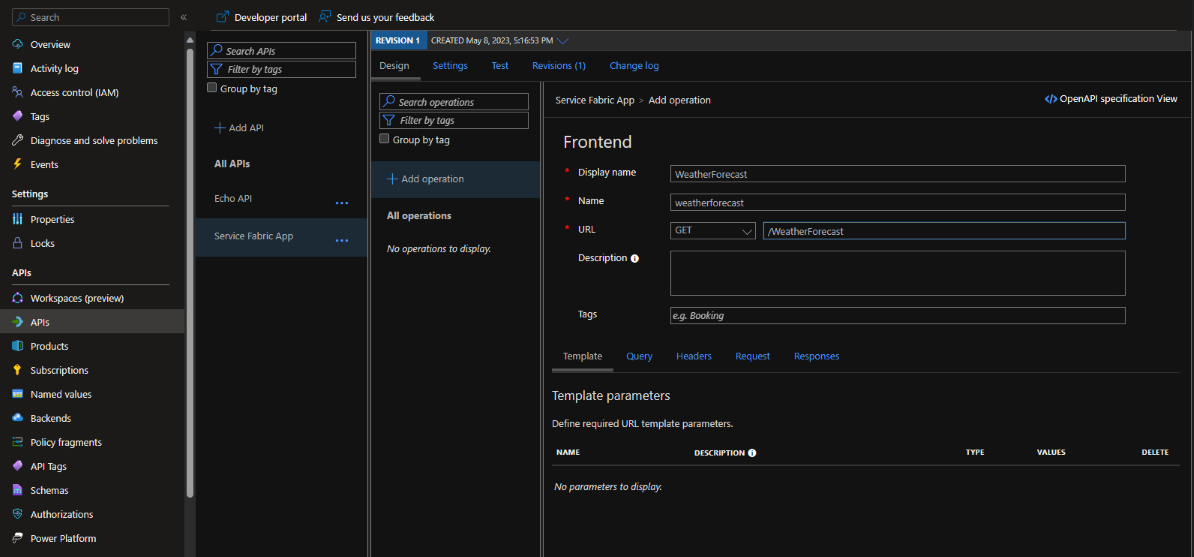 Search
«
Developer portal
Send us your feedback
Overview
Activity log
Access control (IAM)
Tags
Diagnose and solve problems
Events
Settings
Properties
Locks
APIs
Workspaces (preview)
APIs
Products
Subscriptions
Named values
Backends
Policy fragments
API Tags
Schemas
Authorizations
Power Platform
Search APIs
Filter by tags
Group by tag
+ Add API
All APIs
Echo API ...
Service Fabric App ...
REVISION 1 CREATED May 8, 2023, 5:16:53 PM
Design Settings Test Revisions (1) Change log
Search operations
Filter by tags
Group by tag
+ Add operation
All operations
No operations to display.
Service Fabric App > Add operation
</> OpenAPI specification View
Frontend
* Display name WeatherForecast
* Name weatherforecast
* URL GET /WeatherForecast
Description
Tags e.g. Booking
Template Query Headers Request Responses
Template parameters
Define required URL template parameters.
NAME DESCRIPTION TYPE VALUES DELETE
No parameters to display.